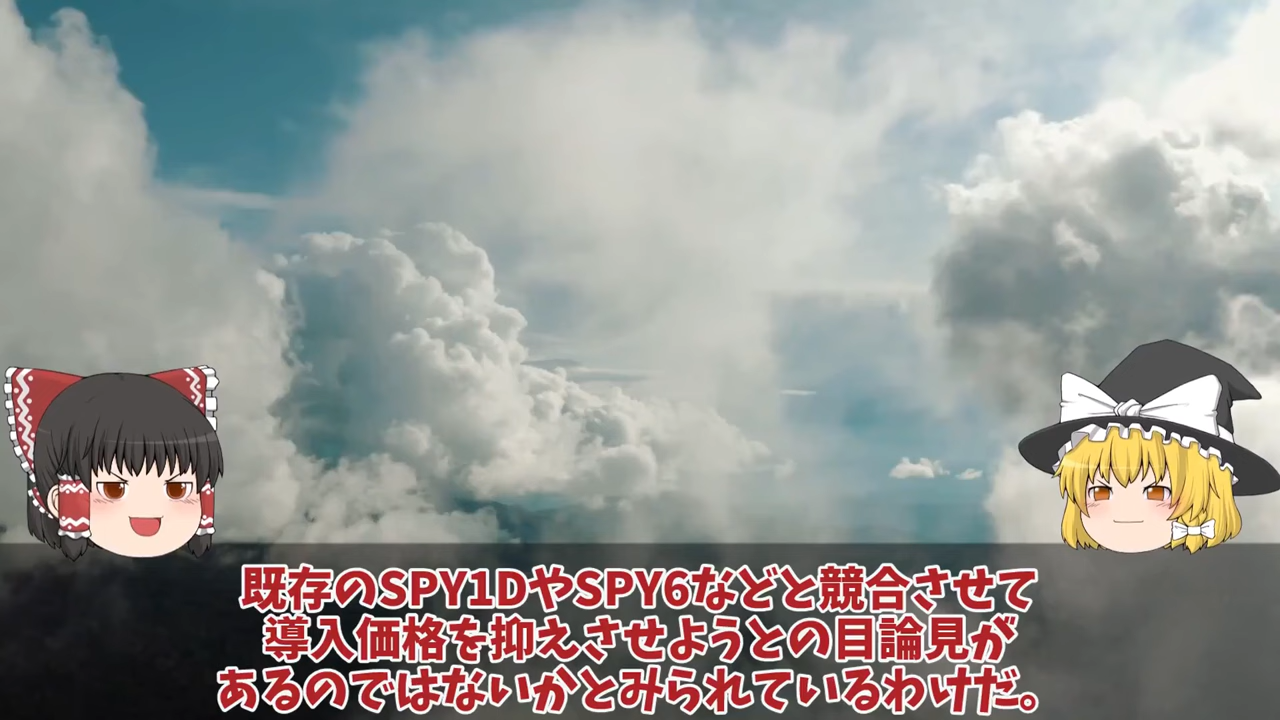 既存のSPY1DやSPY6などと競合させて
導入価格を抑えさせようとの目論見が
あるのではないかとみられているわけだ。